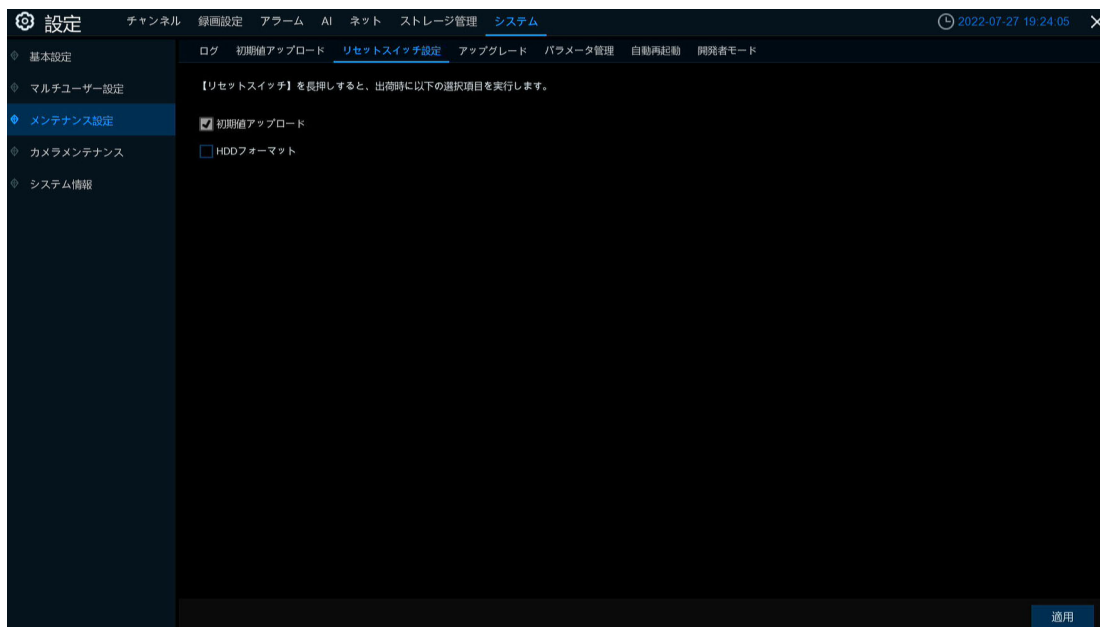 設定 チャンネル 録画設定 アラーム AI ネット ストレージ管理 システム 2022-07-27 19:24:05
ログ 初期値アップロード リセットスイッチ設定 アップグレード パラメータ管理 自動再起動 開発者モード
基本設定
マルチユーザー設定
メンテナンス設定
カメラメンテナンス
システム情報
【リセットスイッチ】を長押しすると、出荷時に以下の選択項目を実行します。
初期値アップロード
HDDフォーマット
適用